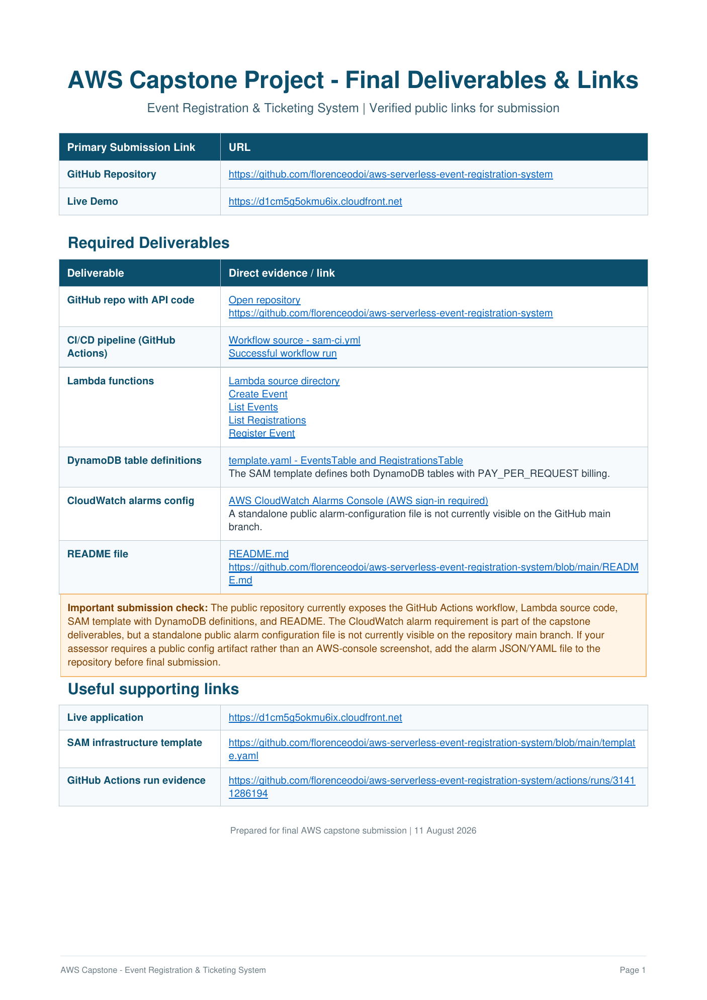 AWS Capstone Project - Final Deliverables & Links
Event Registration & Ticketing System | Verified public links for submission
Primary Submission Link URL
GitHub Repository https://github.com/florenceodoi/aws-serverless-event-registration-system
Live Demo https://d1cm5g5okmu6ix.cloudfront.net
Required Deliverables
Deliverable Direct evidence / link
GitHub repo with API code Open repository
https://github.com/florenceodoi/aws-serverless-event-registration-system
CI/CD pipeline (GitHub Workflow source - sam-ci.yml
Actions) Successful workflow run
Lambda functions Lambda source directory
Create Event
List Events
List Registrations
Register Event
DynamoDB table definitions template.yaml - EventsTable and RegistrationsTable
The SAM template defines both DynamoDB tables with PAY_PER_REQUEST billing.
CloudWatch alarms config AWS CloudWatch Alarms Console (AWS sign-in required)
A standalone public alarm-configuration file is not currently visible on the GitHub main
branch.
README file README.md
https://github.com/florenceodoi/aws-serverless-event-registration-system/blob/main/READM
E.md
Important submission check: The public repository currently exposes the GitHub Actions workflow, Lambda source code,
SAM template with DynamoDB definitions, and README. The CloudWatch alarm requirement is part of the capstone
deliverables, but a standalone public alarm configuration file is not currently visible on the repository main branch. If your
assessor requires a public config artifact rather than an AWS-console screenshot, add the alarm JSON/YAML file to the
repository before final submission.
Useful supporting links
Live application https://d1cm5g5okmu6ix.cloudfront.net
SAM infrastructure template https://github.com/florenceodoi/aws-serverless-event-registration-system/blob/main/templat
e.yaml
GitHub Actions run evidence https://github.com/florenceodoi/aws-serverless-event-registration-system/actions/runs/3141
1286194
Prepared for final AWS capstone submission | 11 August 2026
AWS Capstone - Event Registration & Ticketing System Page 1